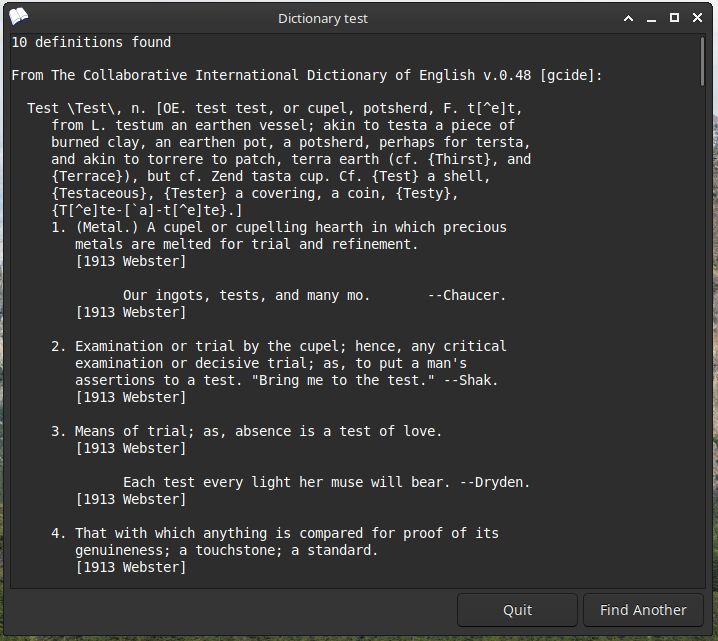 Dictionary test
10 definitions found
From The Collaborative International Dictionary of English v.0.48 [gcide]:
Test \Test\, n. [OE. test test, or cupel, potsherd, F. t[^e]t,
from L. testum an earthen vessel; akin to testa a piece of
burned clay, an earthen pot, a potsherd, perhaps for tersta,
and akin to torrere to patch, terra earth (cf. {Thirst}, and
{Terrace}), but cf. Zend tasta cup. Cf. {Test} a shell,
{Testaceous}, {Tester} a covering, a coin, {Testy},
{T[^e]te-[`a]-t[^e]te}.]
1. (Metal.) A cupel or cupelling hearth in which precious
metals are melted for trial and refinement.
[1913 Webster]
Our ingots, tests, and many mo. --Chaucer.
[1913 Webster]
2. Examination or trial by the cupel; hence, any critical
examination or decisive trial; as, to put a man's
assertions to a test. "Bring me to the test." --Shak.
[1913 Webster]
3. Means of trial; as, absence is a test of love.
[1913 Webster]
Each test every light her muse will bear. --Dryden.
[1913 Webster]
4. That with which anything is compared for proof of its
genuineness; a touchstone; a standard.
[1913 Webster]
Quit
Find Another